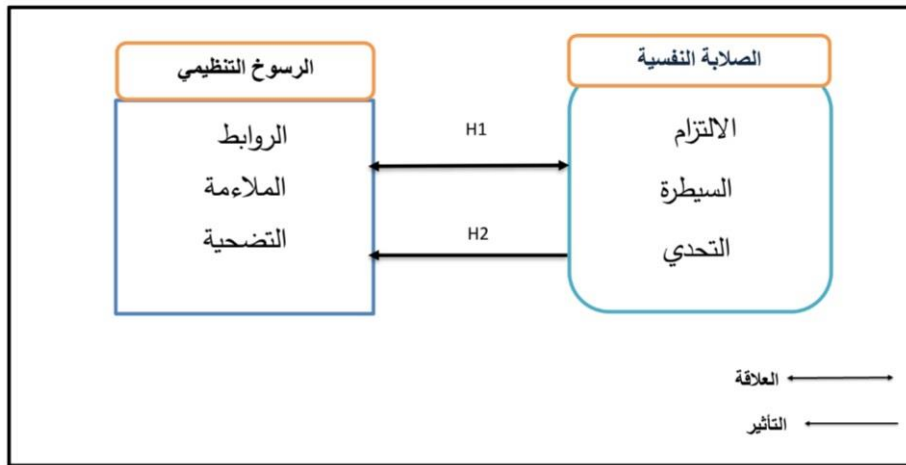 الصلابة النفسية
الالتزام
السيطرة
التحدي
H1
H2
الرسوخ التنظيمي
الروابط
الملاءمة
التضحية
العلاقة
التأثير